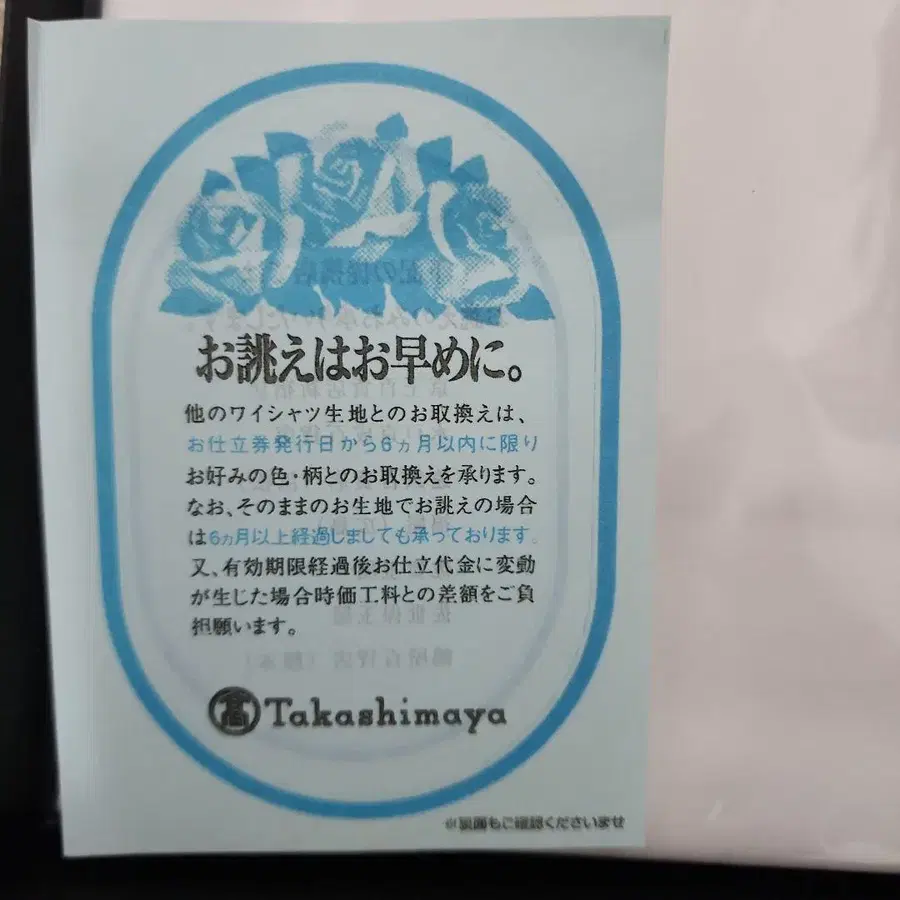 お誂えはお早めに。
他のワイシャツ生地とのお取換えは、
お仕立券発行日から6ヵ月以内に限り
お好みの色・柄とのお取換えを承ります。
なお、そのままのお生地でお誂えの場合
は6ヵ月以上経過しましても承っております。
又、有効期限経過後お仕立代金に変動
が生じた場合時価工料との差額をご負
担願います。
髙 Takashimaya
※裏面もご確認くださいませ